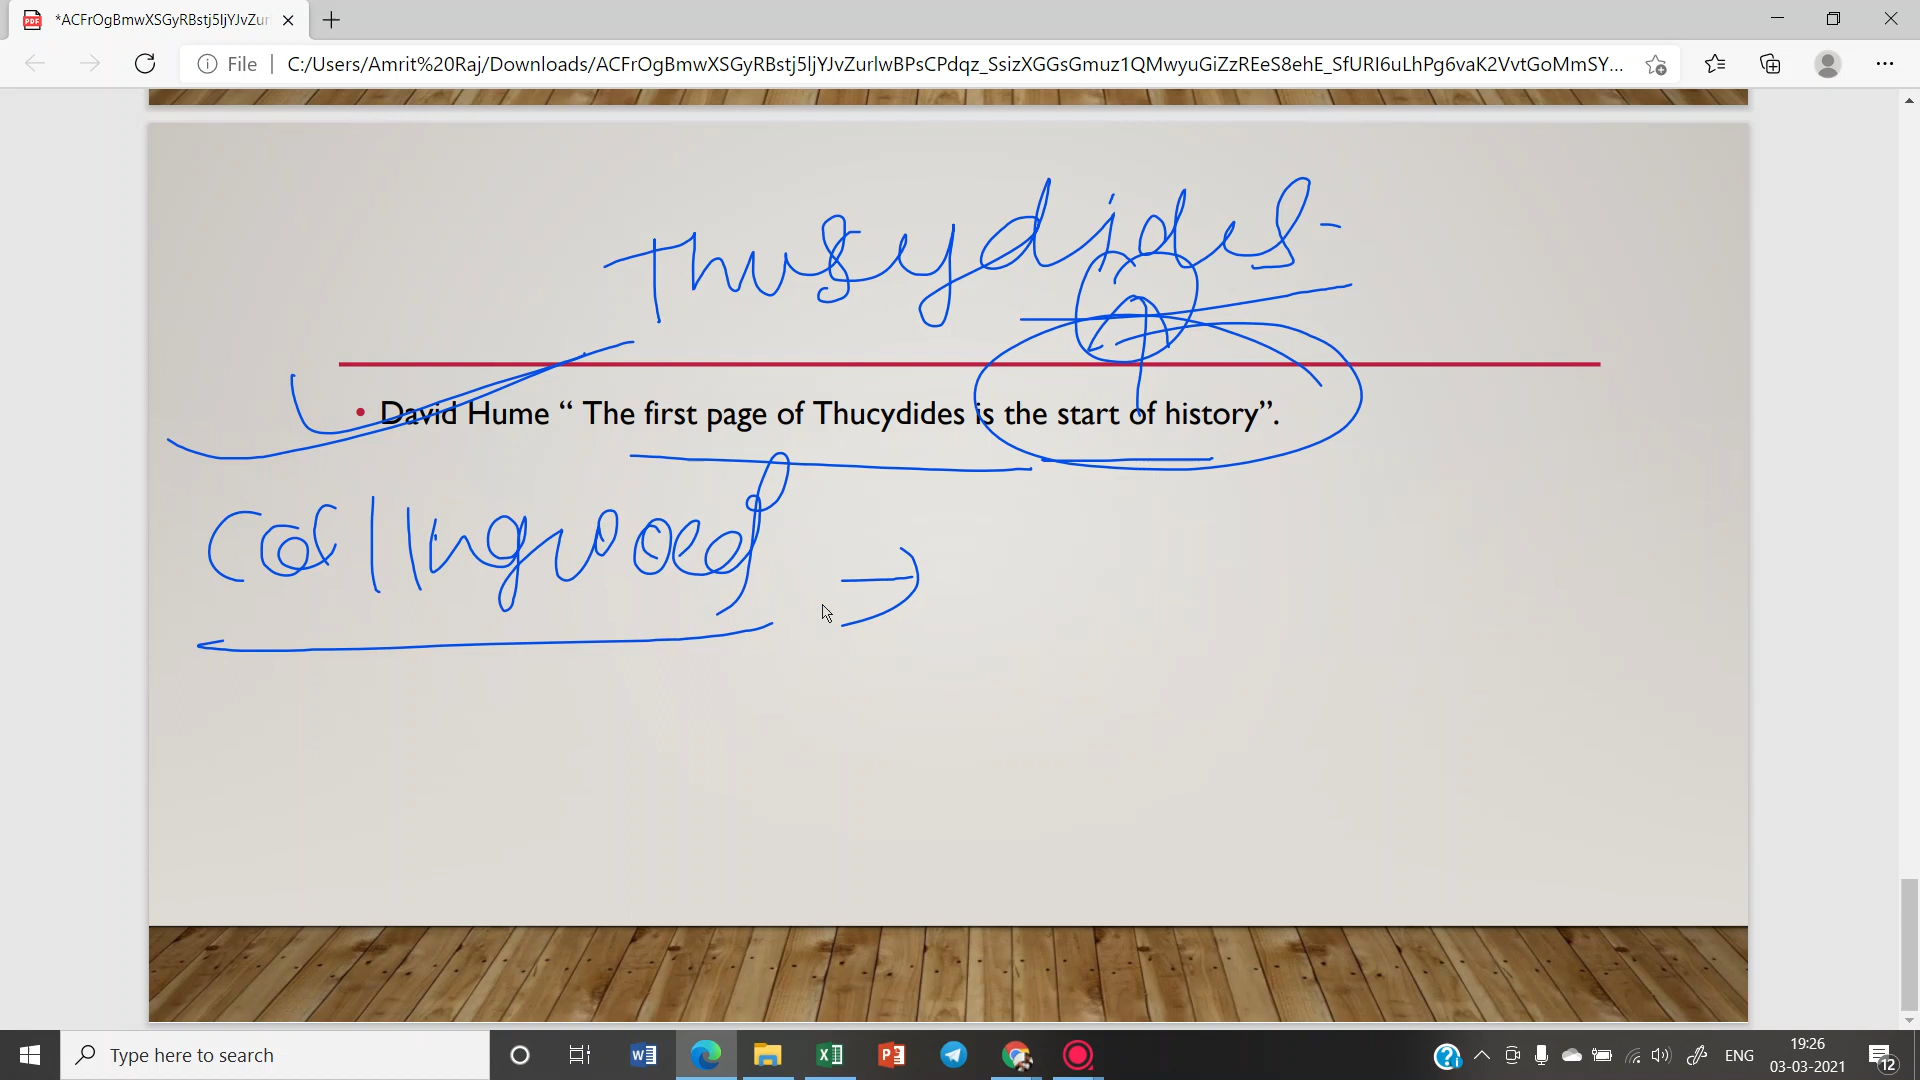 *ACFrOgBmwXSGyRBstj5ljYJvZur
File C:/Users/Amrit%20Raj/Downloads/ACFrOgBmwXSGyRBstj5ljYJvZurlwBPsCPdqz_SsizXGGsGmuz1QMwyuGiZzREeS8ehE_SfURI6uLhPg6vaK2VvtGoMmSY...
Thucydides -
• David Hume “ The first page of Thucydides is the start of history”.
Collingwood →
Type here to search
ENG
19:26
03-03-2021
12